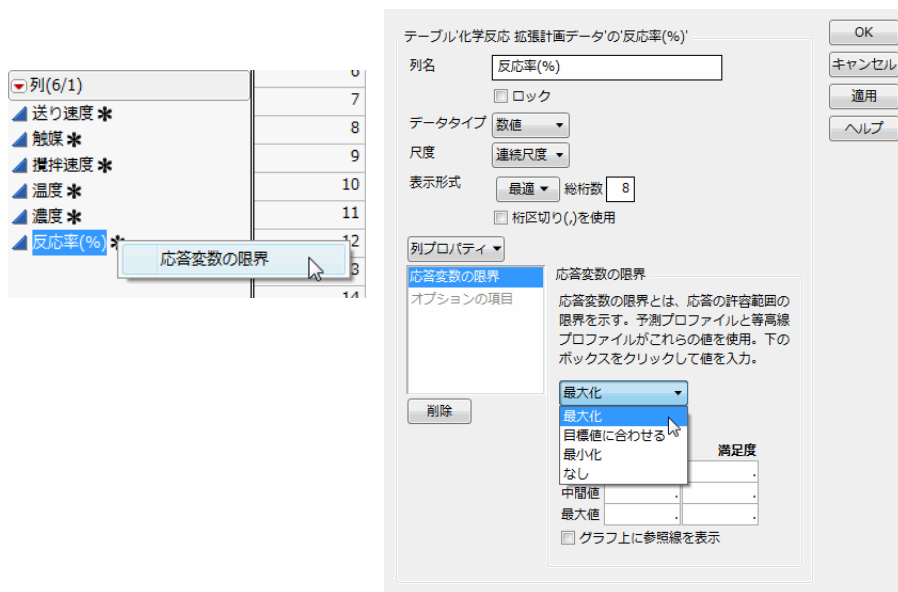 列(6/1)
送り速度 ✱
触媒 ✱
攪拌速度 ✱
温度 ✱
濃度 ✱
反応率(%) ✱
応答変数の限界
6
7
8
9
10
11
12
13
14
テーブル'化学反応 拡張計画データ'の'反応率(%)'
列名 反応率(%)
ロック
データタイプ 数値
尺度 連続尺度
表示形式 最適 総桁数 8
桁区切り(,)を使用
列プロパティ
応答変数の限界
オプションの項目
削除
応答変数の限界
応答変数の限界とは、応答の許容範囲の
限界を示す。予測プロファイルと等高線
プロファイルがこれらの値を使用。下の
ボックスをクリックして値を入力。
最大化
最大化
目標値に合わせる
最小化
なし
満足度
中間値 . .
最大値 . .
グラフ上に参照線を表示
OK
キャンセル
適用
ヘルプ